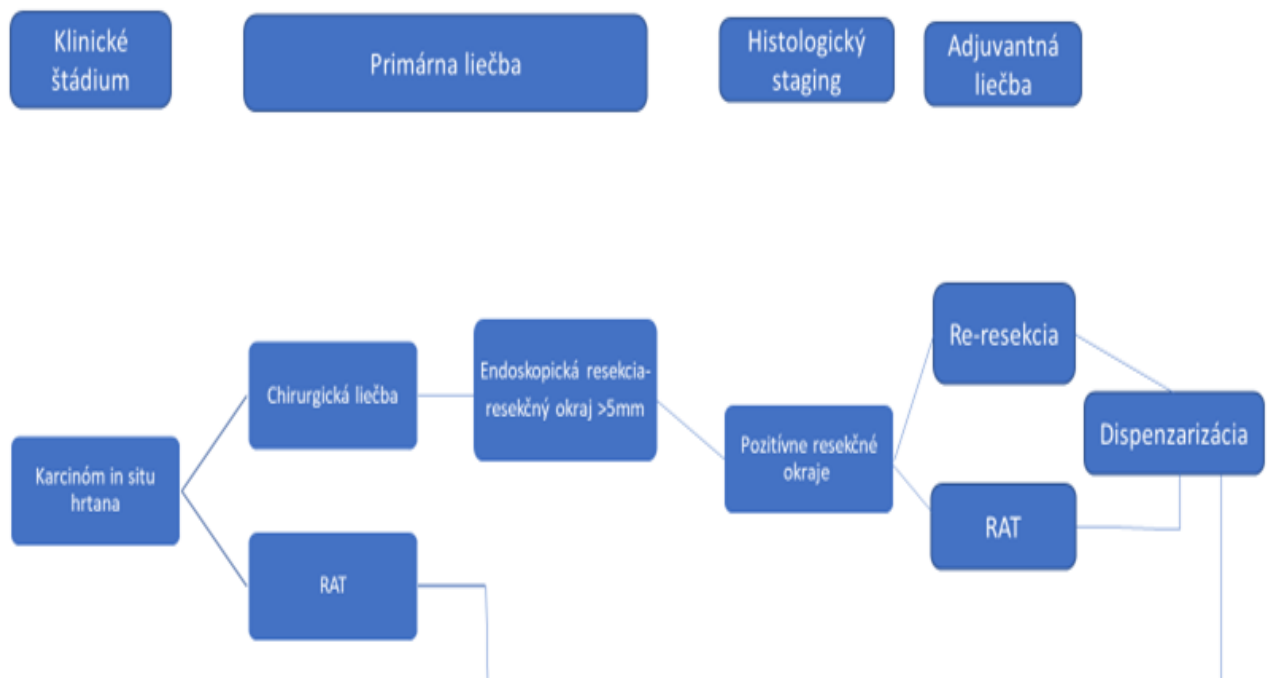 Klinické
štádium
Primárna liečba
Histologický
staging
Adjuvantná
liečba
Karcinóm in situ
hrtana
Chirurgická liečba
RAT
Endoskopická resekcia-
resekčný okraj >5mm
Pozitívne resekčné
okraje
Re-resekcia
RAT
Dispenzarizácia